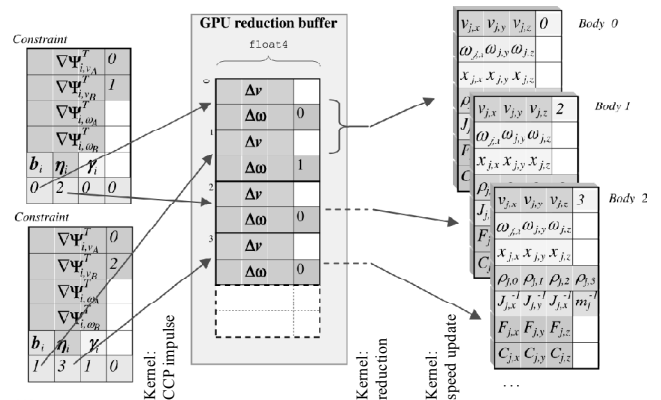 Constraint
∇Ψ^T_{i,v_A} 0
∇Ψ^T_{i,v_B} 1
∇Ψ^T_{i,ω_A}
∇Ψ^T_{i,ω_B}
b_i η_i γ_i
0 2 0 0
Constraint
∇Ψ^T_{i,v_A} 0
∇Ψ^T_{i,v_B} 2
∇Ψ^T_{i,ω_A}
∇Ψ^T_{i,ω_B}
b_i η_i γ_i
1 3 1 0
Kernel:
CCP impulse
GPU reduction buffer
float4
0 Δv
Δω 0
1 Δv
Δω 1
2 Δv
Δω 0
3 Δv
Δω 0
Kernel:
reduction
Kernel:
speed update
Body 0
v_{j,x} v_{j,y} v_{j,z} 0
ω_{j,x} ω_{j,y} ω_{j,z}
x_{j,x} x_{j,y} x_{j,z}
Body 1
v_{j,x} v_{j,y} v_{j,z} 2
ω_{j,x} ω_{j,y} ω_{j,z}
x_{j,x} x_{j,y} x_{j,z}
Body 2
v_{j,x} v_{j,y} v_{j,z} 3
ω_{j,x} ω_{j,y} ω_{j,z}
x_{j,x} x_{j,y} x_{j,z}
ρ_{j,0} ρ_{j,1} ρ_{j,2} ρ_{j,3}
J^{-1}_{j,x} J^{-1}_{j,y} J^{-1}_{j,x} m^{-1}_j
F_{j,x} F_{j,y} F_{j,z}
C_{j,x} C_{j,y} C_{j,z}
...